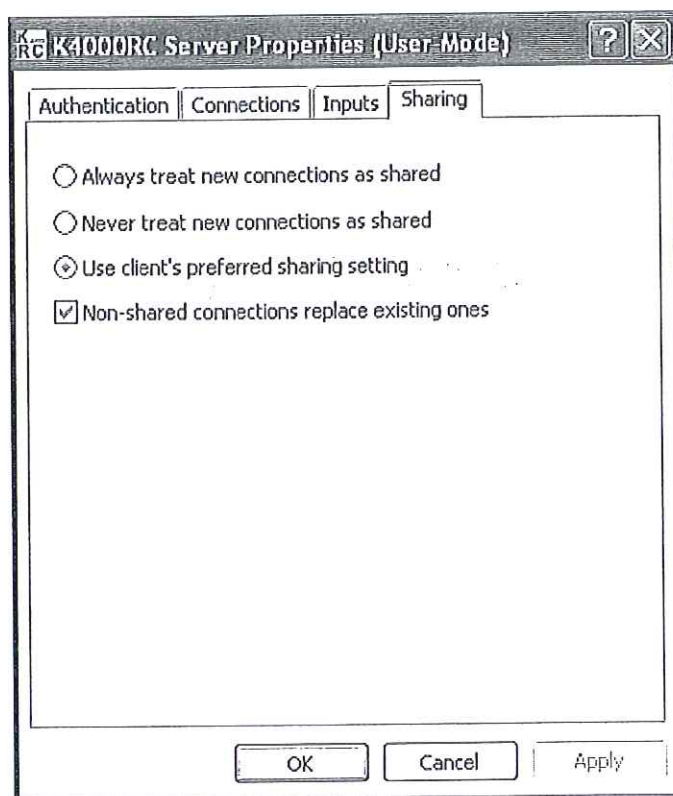 K RC K4000RC Server Properties (User-Mode)
Authentication Connections Inputs Sharing
Always treat new connections as shared
Never treat new connections as shared
Use client's preferred sharing setting
Non-shared connections replace existing ones
OK Cancel Apply